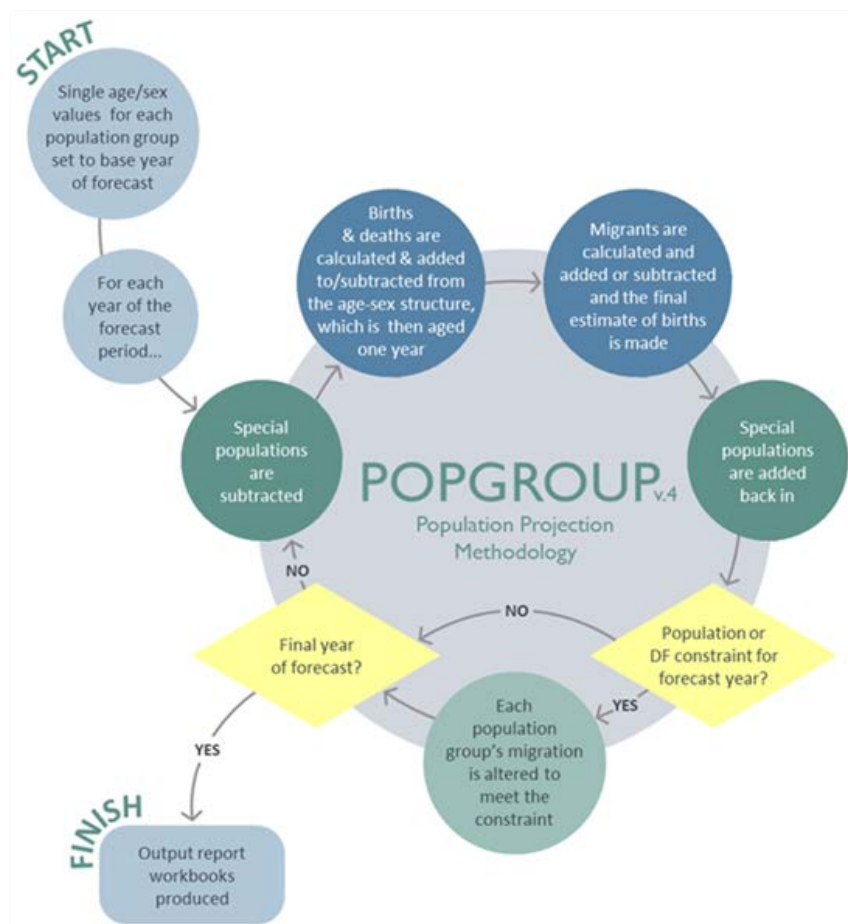 START
Single age/sex
values for each
population group
set to base year
of forecast
For each
year of the
forecast
period...
Special
populations
are
subtracted
Births
& deaths are
calculated & added
to/subtracted from
the age-sex structure,
which is then aged
one year
Migrants are
calculated and
added or subtracted
and the final
estimate of births
is made
Special
populations
are added
back in
POPGROUP v.4
Population Projection
Methodology
Population or
DF constraint for
forecast year?
NO
YES
Each
population
group's migration
is altered to
meet the
constraint
Final year
of forecast?
NO
YES
FINISH
Output report
workbooks
produced